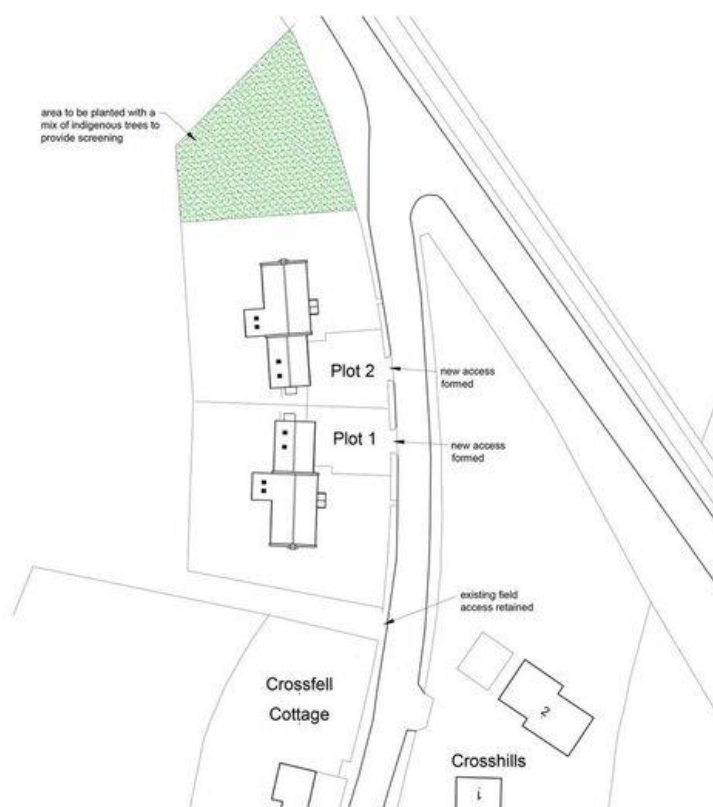 area to be planted with a
mix of indigenous trees to
provide screening
Plot 2
new access
formed
Plot 1
new access
formed
existing field
access retained
Crossfell
Cottage
2
Crosshills
1